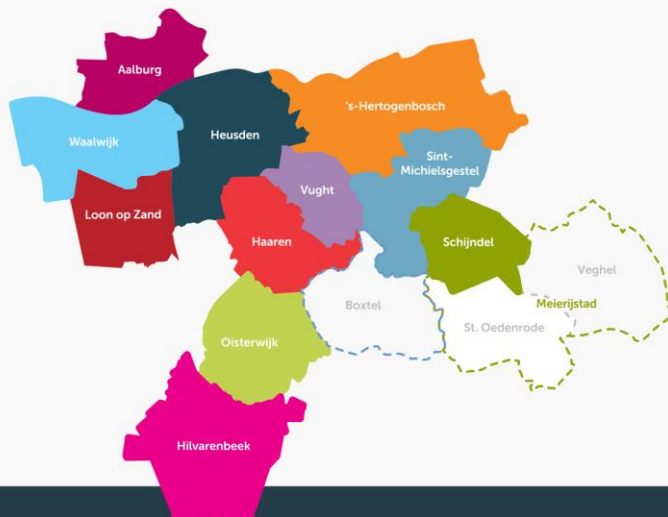 Aalburg
's-Hertogenbosch
Waalwijk
Heusden
Sint-
Michielsgestel
Vught
Loon op Zand
Haaren
Schijndel
Veghel
Boxtel
Meierijstad
St. Oedenrode
Oisterwijk
Hilvarenbeek